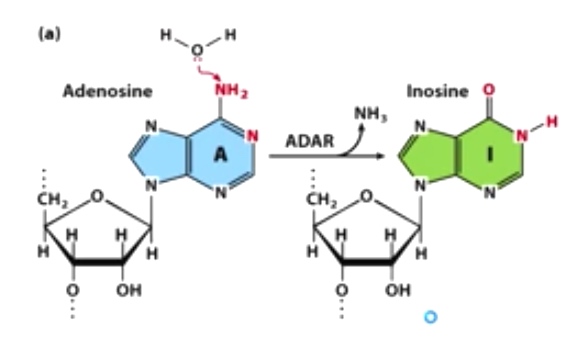 (a)
H O H
Adenosine NH₂
N N
A
N N
CH₂ O
H H H H
O OH
ADAR NH₃
Inosine O
N N H
I
N N
CH₂ O
H H H H
O OH